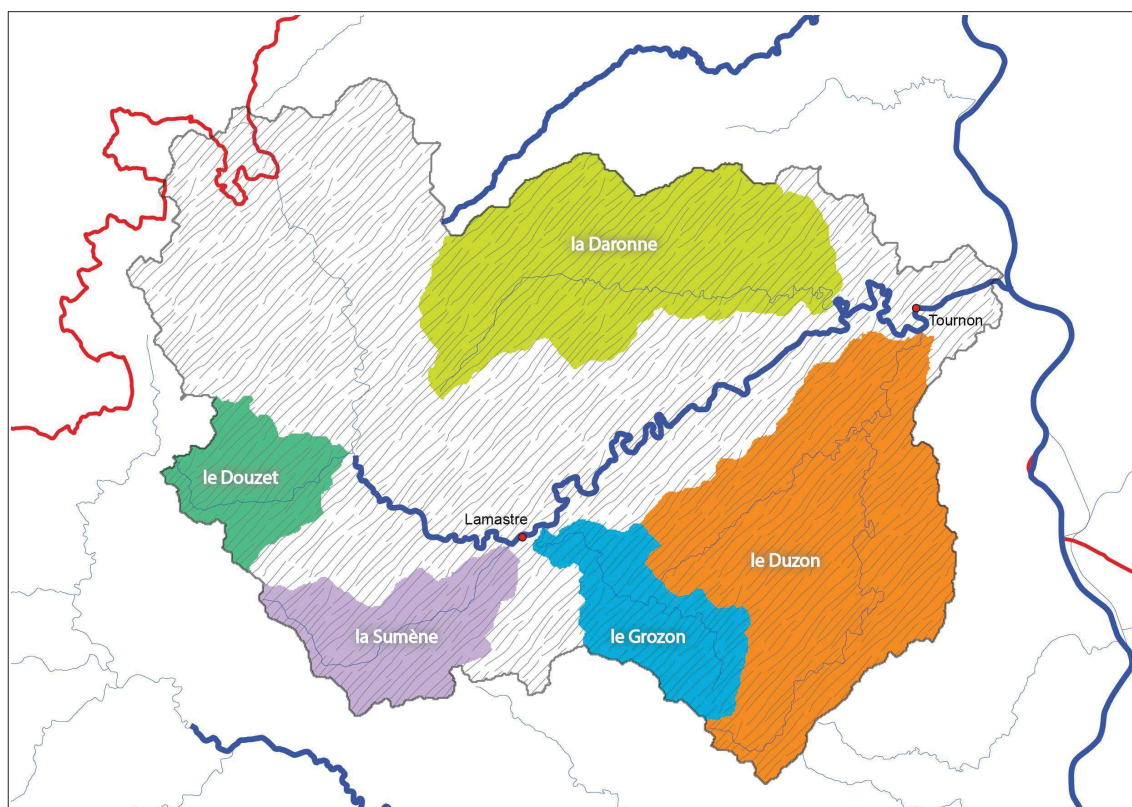 la Daronne
Tournon
le Douzet
Lamastre
le Duzon
la Sumène
le Grozon